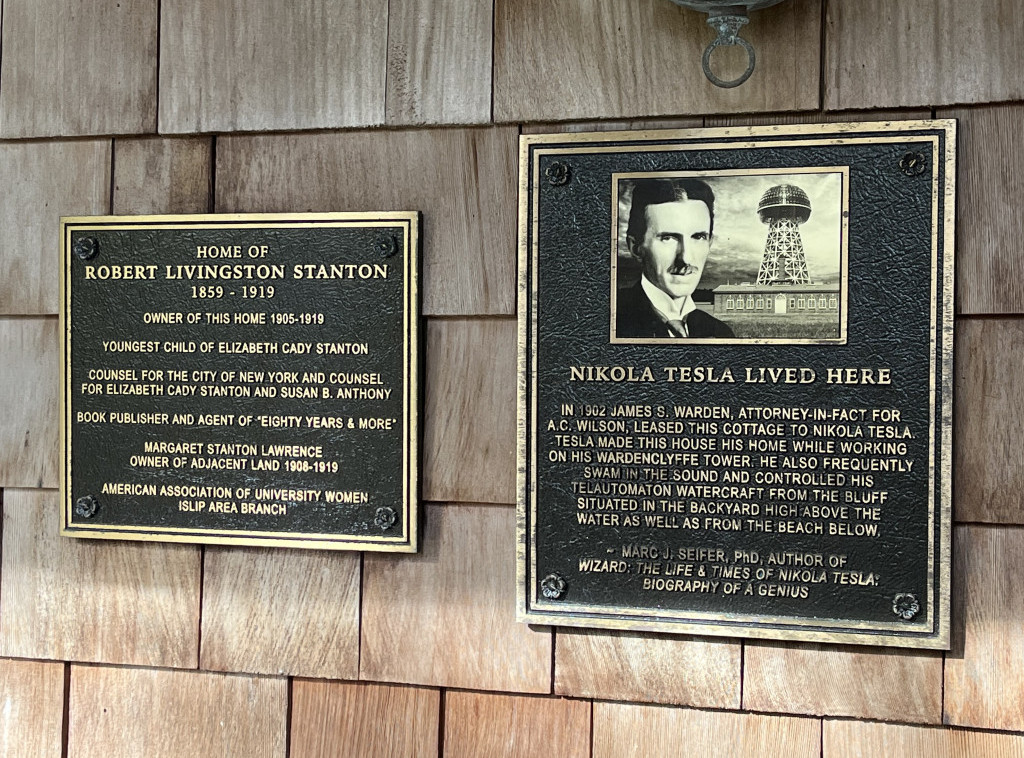 HOME OF
ROBERT LIVINGSTON STANTON
1859 - 1919
OWNER OF THIS HOME 1905-1919
YOUNGEST CHILD OF ELIZABETH CADY STANTON
COUNSEL FOR THE CITY OF NEW YORK AND COUNSEL
FOR ELIZABETH CADY STANTON AND SUSAN B. ANTHONY
BOOK PUBLISHER AND AGENT OF "EIGHTY YEARS & MORE"
MARGARET STANTON LAWRENCE
OWNER OF ADJACENT LAND 1908-1919
AMERICAN ASSOCIATION OF UNIVERSITY WOMEN
ISLIP AREA BRANCH
NIKOLA TESLA LIVED HERE
IN 1902 JAMES S. WARDEN, ATTORNEY-IN-FACT FOR
A.C. WILSON, LEASED THIS COTTAGE TO NIKOLA TESLA.
TESLA MADE THIS HOUSE HIS HOME WHILE WORKING
ON HIS WARDENCLYFFE TOWER. HE ALSO FREQUENTLY
SWAM IN THE SOUND AND CONTROLLED HIS
TELAUTOMATON WATERCRAFT FROM THE BLUFF
SITUATED IN THE BACKYARD HIGH ABOVE THE
WATER AS WELL AS FROM THE BEACH BELOW.
~ MARC J. SEIFER, PhD, AUTHOR OF
WIZARD: THE LIFE & TIMES OF NIKOLA TESLA:
BIOGRAPHY OF A GENIUS